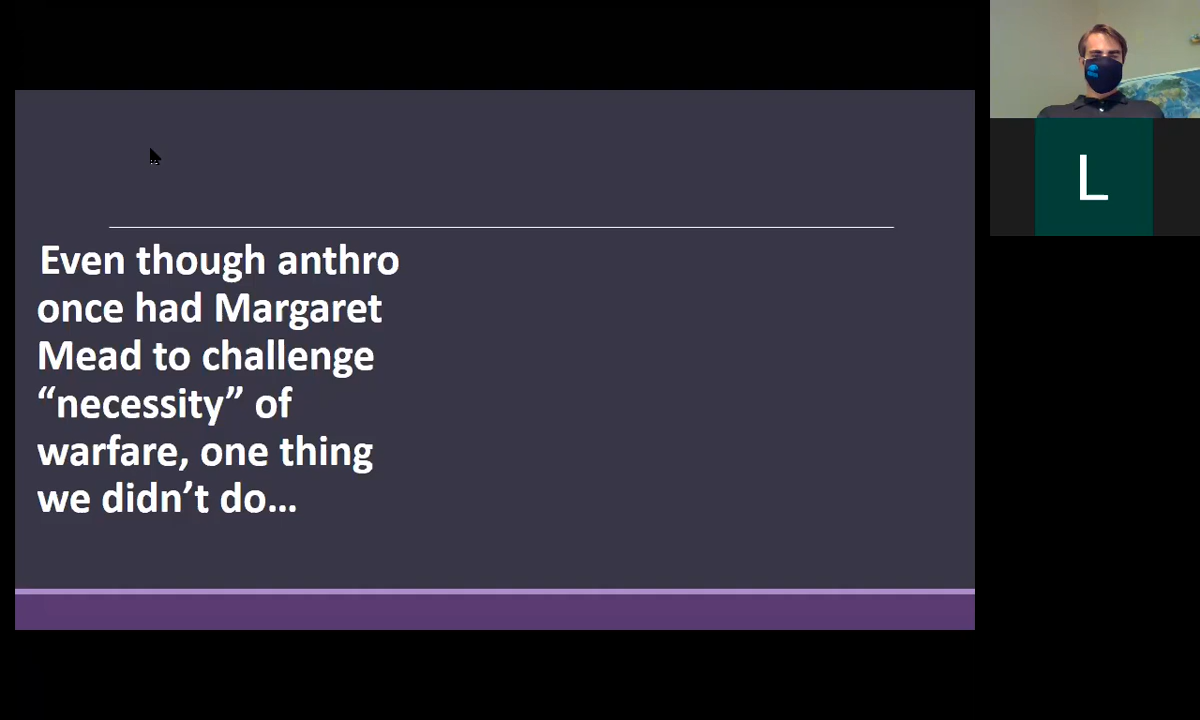 Even though anthro
once had Margaret
Mead to challenge
“necessity” of
warfare, one thing
we didn’t do…
L